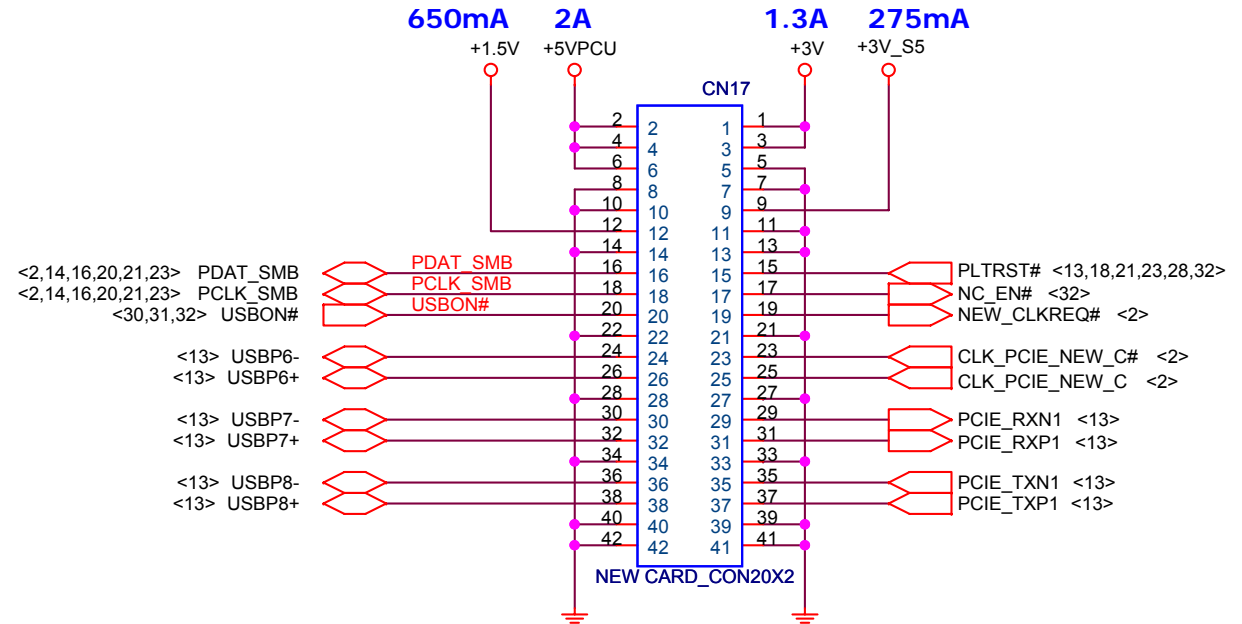 650mA 2A 1.3A 275mA
+1.5V +5VPCU +3V +3V_S5
CN17
2 2 1 1
4 4 3 3
6 6 5 5
8 8 7 7
10 10 9 9
12 12 11 11
14 14 13 13
<2,14,16,20,21,23> PDAT_SMB PDAT_SMB 16 16 15 15 PLTRST# <13,18,21,23,28,32>
<2,14,16,20,21,23> PCLK_SMB PCLK_SMB 18 18 17 17 NC_EN# <32>
<30,31,32> USBON# USBON# 20 20 19 19 NEW_CLKREQ# <2>
22 22 21 21
<13> USBP6- 24 24 23 23 CLK_PCIE_NEW_C# <2>
<13> USBP6+ 26 26 25 25 CLK_PCIE_NEW_C <2>
28 28 27 27
<13> USBP7- 30 30 29 29 PCIE_RXN1 <13>
<13> USBP7+ 32 32 31 31 PCIE_RXP1 <13>
34 34 33 33
<13> USBP8- 36 36 35 35 PCIE_TXN1 <13>
<13> USBP8+ 38 38 37 37 PCIE_TXP1 <13>
40 40 39 39
42 42 41 41
NEW CARD_CON20X2